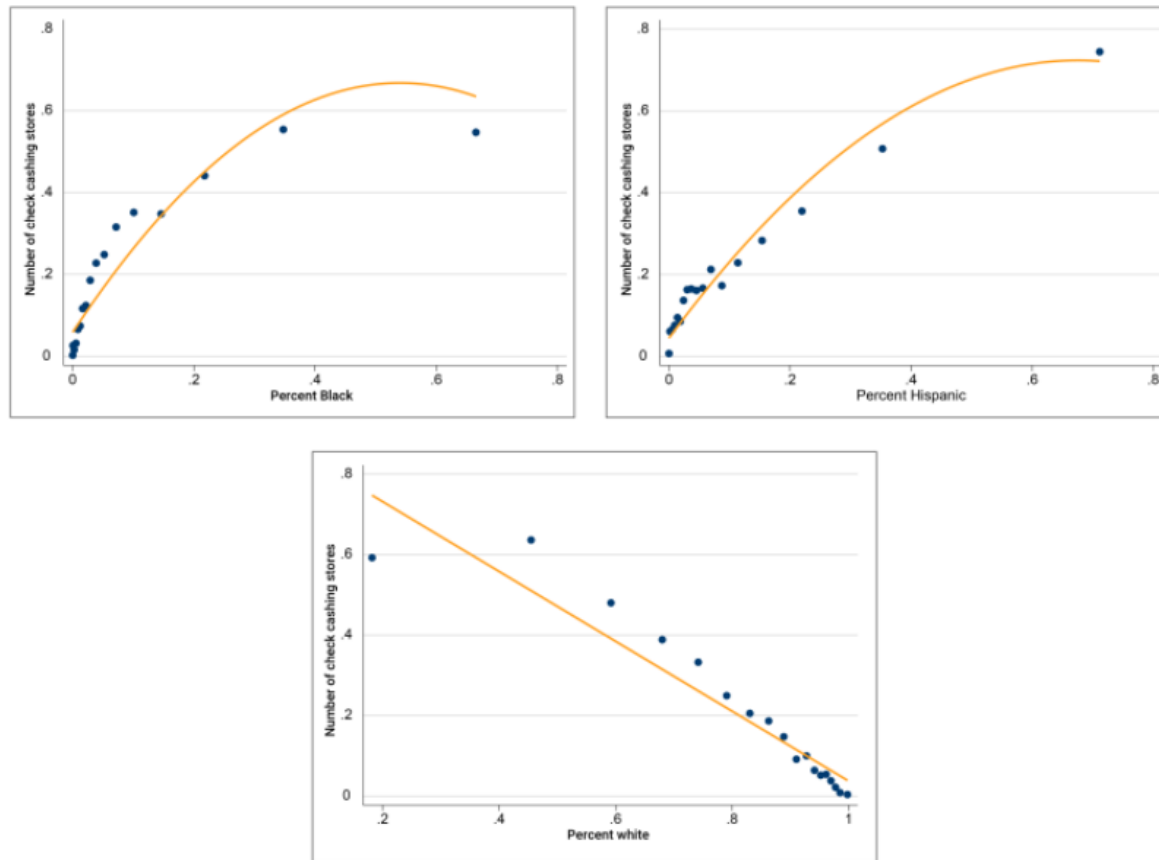 Number of check cashing stores
.8
.6
.4
.2
0
0 .2 .4 .6 .8
Percent Black
Number of check cashing stores
.8
.6
.4
.2
0
0 .2 .4 .6 .8
Percent Hispanic
Number of check cashing stores
.8
.6
.4
.2
0
.2 .4 .6 .8 1
Percent white